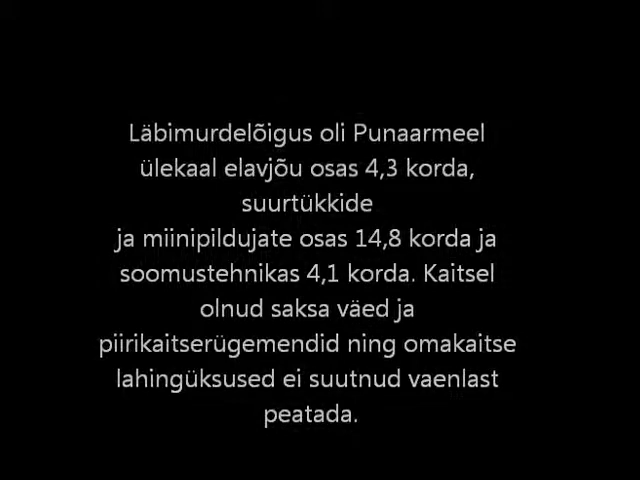 Läbimurdelõigus oli Punaarmeel
ülekaal elavjõu osas 4,3 korda,
suurtükkide
ja miinipildujate osas 14,8 korda ja
soomustehnikas 4,1 korda. Kaitsel
olnud saksa väed ja
piirikaitserügemendid ning omakaitse
lahingüksused ei suutnud vaenlast
peatada.